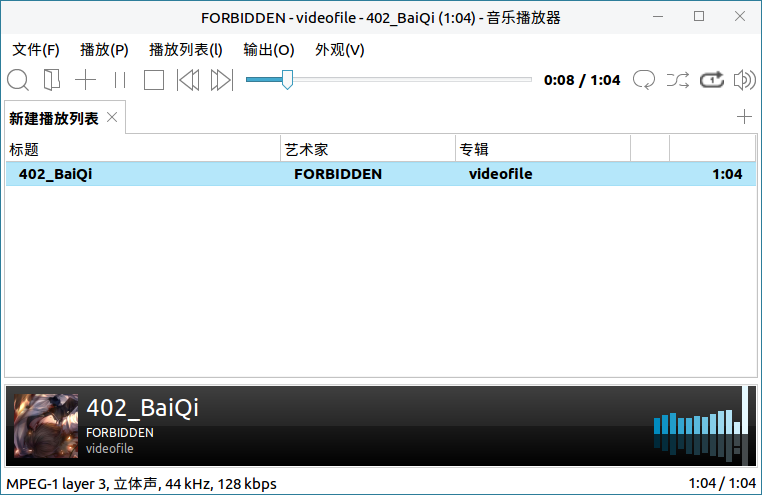 FORBIDDEN - videofile - 402_BaiQi (1:04) - 音乐播放器
文件(F) 播放(P) 播放列表(l) 输出(O) 外观(V)
0:08 / 1:04
新建播放列表
标题 艺术家 专辑
402_BaiQi FORBIDDEN videofile 1:04
402_BaiQi
FORBIDDEN
videofile
MPEG-1 layer 3, 立体声, 44 kHz, 128 kbps 1:04 / 1:04